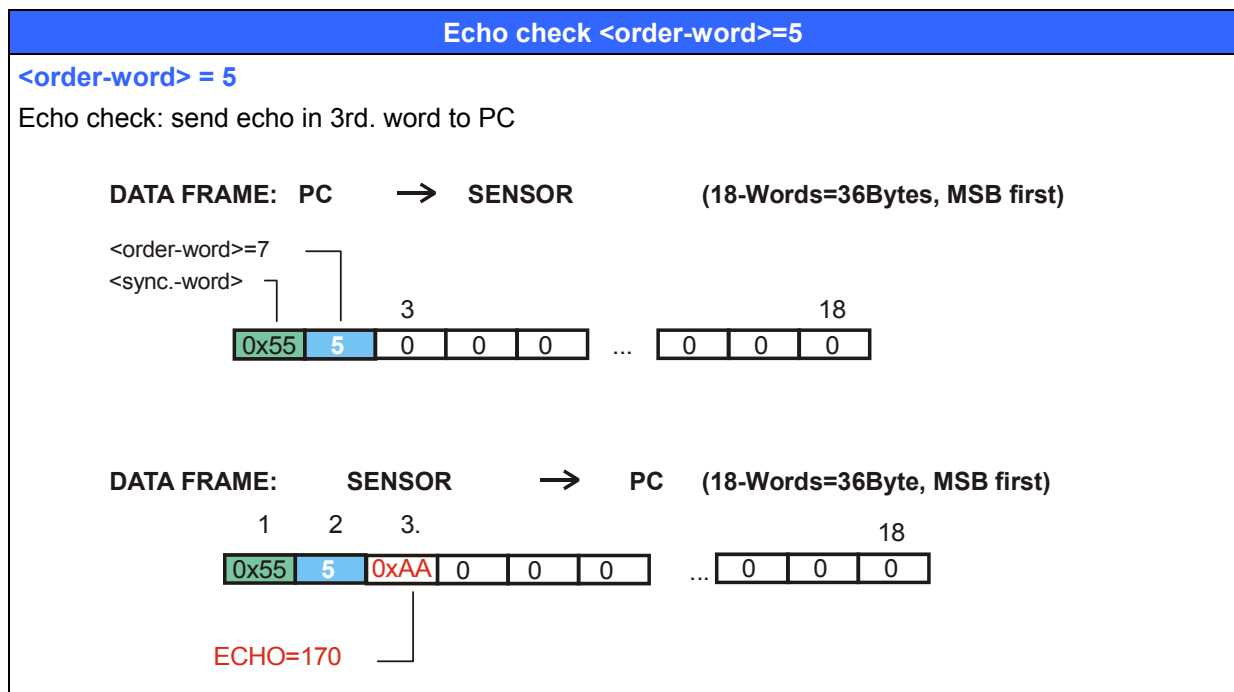 Echo check <order-word>=5
<order-word> = 5
Echo check: send echo in 3rd. word to PC
DATA FRAME: PC → SENSOR (18-Words=36Bytes, MSB first)
<order-word>=7
<sync.-word>
3 18
0x55 5 0 0 0 ... 0 0 0
DATA FRAME: SENSOR → PC (18-Words=36Byte, MSB first)
1 2 3. 18
0x55 5 0xAA 0 0 0 ... 0 0 0
ECHO=170